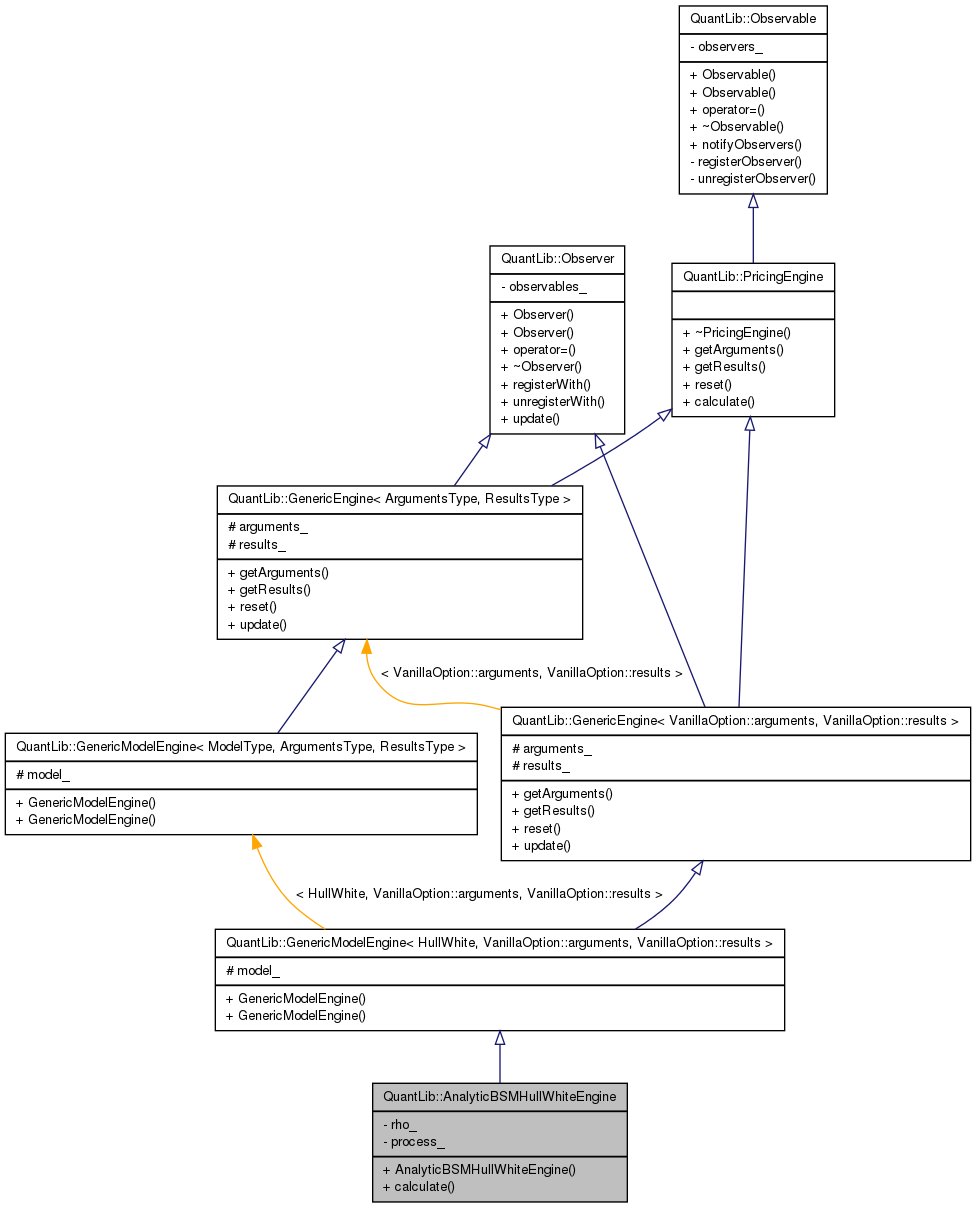 QuantLib::Observable
- observers_
+ Observable()
+ Observable()
+ operator=()
+ ~Observable()
+ notifyObservers()
- registerObserver()
- unregisterObserver()
QuantLib::Observer
- observables_
+ Observer()
+ Observer()
+ operator=()
+ ~Observer()
+ registerWith()
+ unregisterWith()
+ update()
QuantLib::PricingEngine
+ ~PricingEngine()
+ getArguments()
+ getResults()
+ reset()
+ calculate()
QuantLib::GenericEngine< ArgumentsType, ResultsType >
# arguments_
# results_
+ getArguments()
+ getResults()
+ reset()
+ update()
< VanillaOption::arguments, VanillaOption::results >
QuantLib::GenericEngine< VanillaOption::arguments, VanillaOption::results >
# arguments_
# results_
+ getArguments()
+ getResults()
+ reset()
+ update()
QuantLib::GenericModelEngine< ModelType, ArgumentsType, ResultsType >
# model_
+ GenericModelEngine()
+ GenericModelEngine()
< HullWhite, VanillaOption::arguments, VanillaOption::results >
QuantLib::GenericModelEngine< HullWhite, VanillaOption::arguments, VanillaOption::results >
# model_
+ GenericModelEngine()
+ GenericModelEngine()
QuantLib::AnalyticBSMHullWhiteEngine
- rho_
- process_
+ AnalyticBSMHullWhiteEngine()
+ calculate()